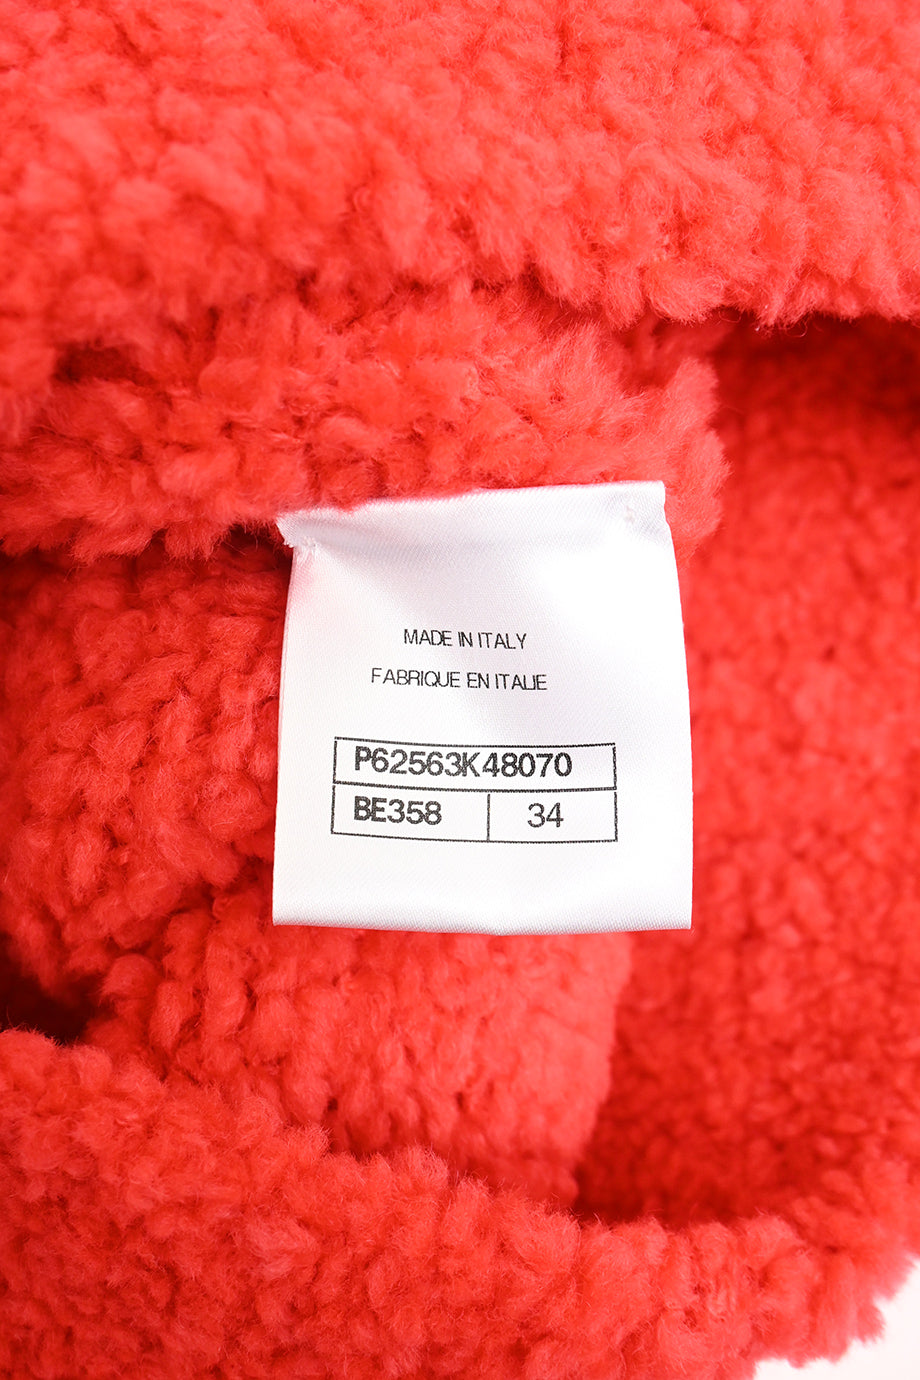 MADE IN ITALY
FABRIQUE EN ITALIE
P62563K48070
BE358 34